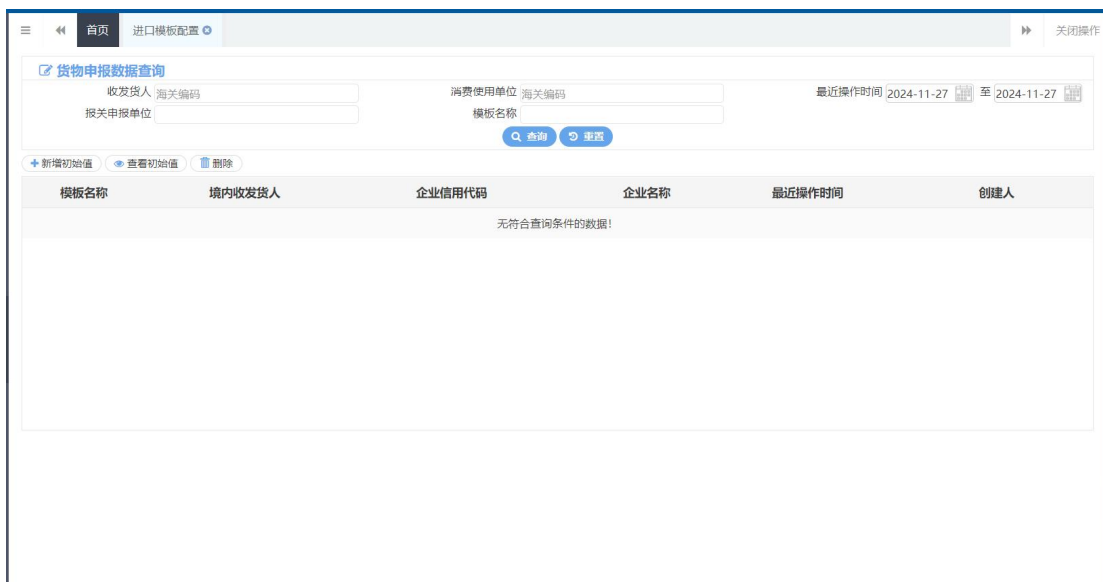 首页 进口模板配置 关闭操作
货物申报数据查询
收发货人 海关编码 消费使用单位 海关编码 最近操作时间 2024-11-27 至 2024-11-27
报关申报单位 模板名称
查询 重置
新增初始值 查看初始值 删除
模板名称 境内收发货人 企业信用代码 企业名称 最近操作时间 创建人
无符合查询条件的数据!